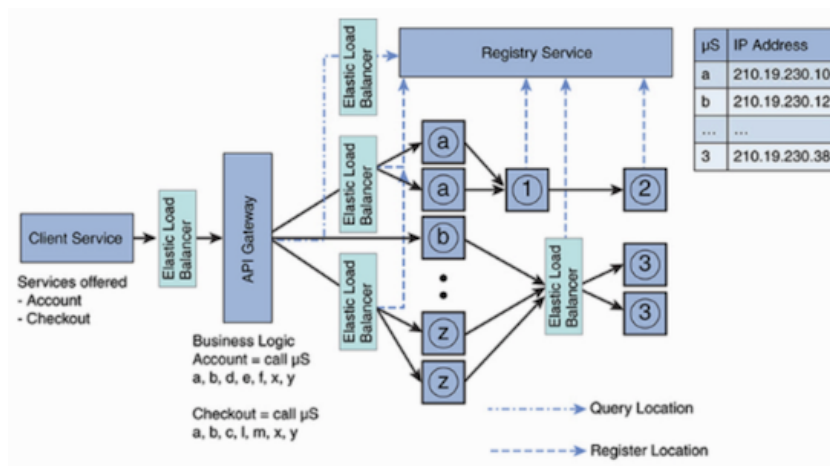 Elastic Load
Balancer
Registry Service
µS IP Address
a 210.19.230.10
b 210.19.230.12
... ...
3 210.19.230.38
Elastic Load
Balancer
a
a
1
2
Client Service
Elastic Load
Balancer
API Gateway
b
Services offered
- Account
- Checkout
Elastic Load
Balancer
Elastic Load
Balancer
3
3
z
z
Business Logic
Account = call µS
a, b, d, e, f, x, y
Checkout = call µS
a, b, c, l, m, x, y
Query Location
Register Location